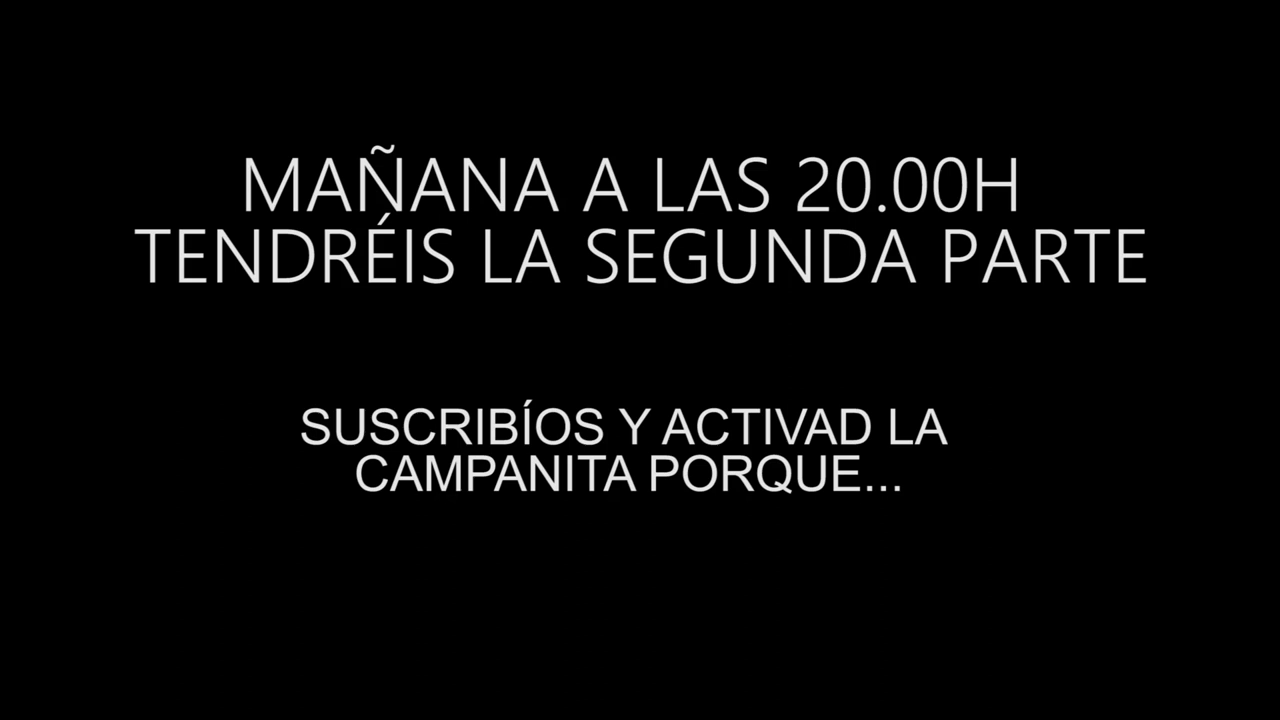 MAÑANA A LAS 20.00H
TENDRÉIS LA SEGUNDA PARTE
SUSCRIBÍOS Y ACTIVAD LA
CAMPANITA PORQUE...